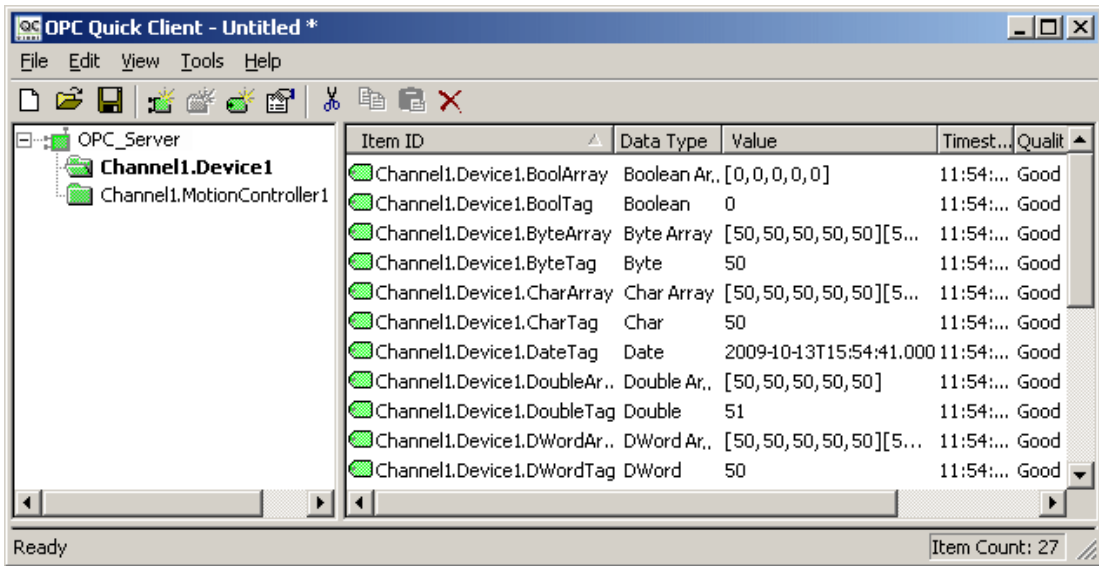 OPC Quick Client - Untitled *
File Edit View Tools Help
OPC_Server
Channel1.Device1
Channel1.MotionController1
Item ID Data Type Value Timest... Qualit
Channel1.Device1.BoolArray Boolean Ar.. [0,0,0,0,0] 11:54:... Good
Channel1.Device1.BoolTag Boolean 0 11:54:... Good
Channel1.Device1.ByteArray Byte Array [50,50,50,50,50][5... 11:54:... Good
Channel1.Device1.ByteTag Byte 50 11:54:... Good
Channel1.Device1.CharArray Char Array [50,50,50,50,50][5... 11:54:... Good
Channel1.Device1.CharTag Char 50 11:54:... Good
Channel1.Device1.DateTag Date 2009-10-13T15:54:41.000 11:54:... Good
Channel1.Device1.DoubleAr.. Double Ar.. [50,50,50,50,50] 11:54:... Good
Channel1.Device1.DoubleTag Double 51 11:54:... Good
Channel1.Device1.DWordAr.. DWord Ar.. [50,50,50,50,50][5... 11:54:... Good
Channel1.Device1.DWordTag DWord 50 11:54:... Good
Ready Item Count: 27